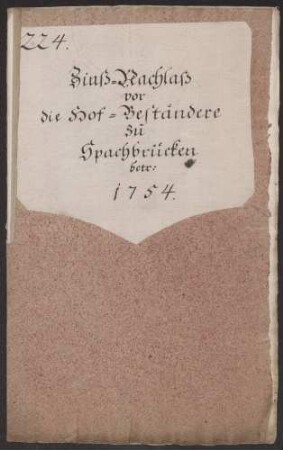 224.
Zinß-Nachlaß
vor
die Hof-Beständere
zu
Spachbrücken
betr:
1754.